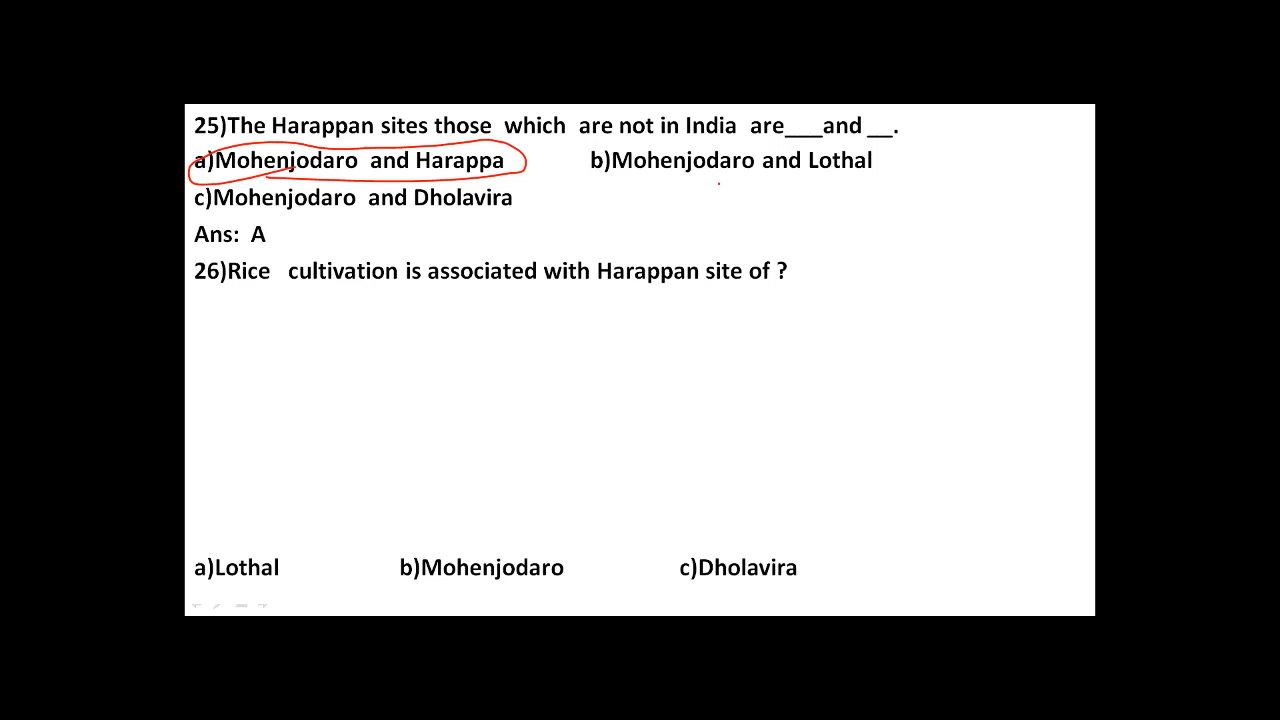 25)The Harappan sites those which are not in India are___and __.
a)Mohenjodaro and Harappa b)Mohenjodaro and Lothal
c)Mohenjodaro and Dholavira
Ans: A
26)Rice cultivation is associated with Harappan site of ?
a)Lothal b)Mohenjodaro c)Dholavira